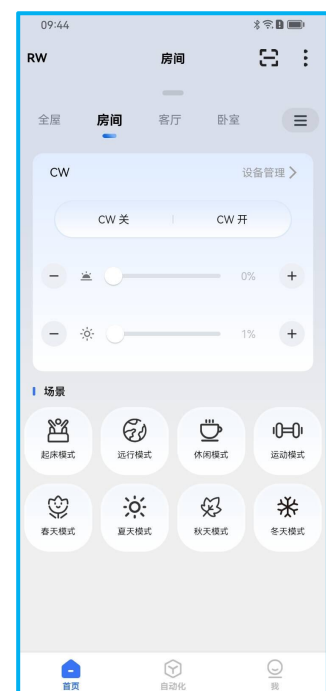 09:44
RW 房间
全屋 房间 客厅 卧室
CW 设备管理
CW 关 CW 开
0%
1%
场景
起床模式 远行模式 休闲模式 运动模式
春天模式 夏天模式 秋天模式 冬天模式
首页 自动化 我